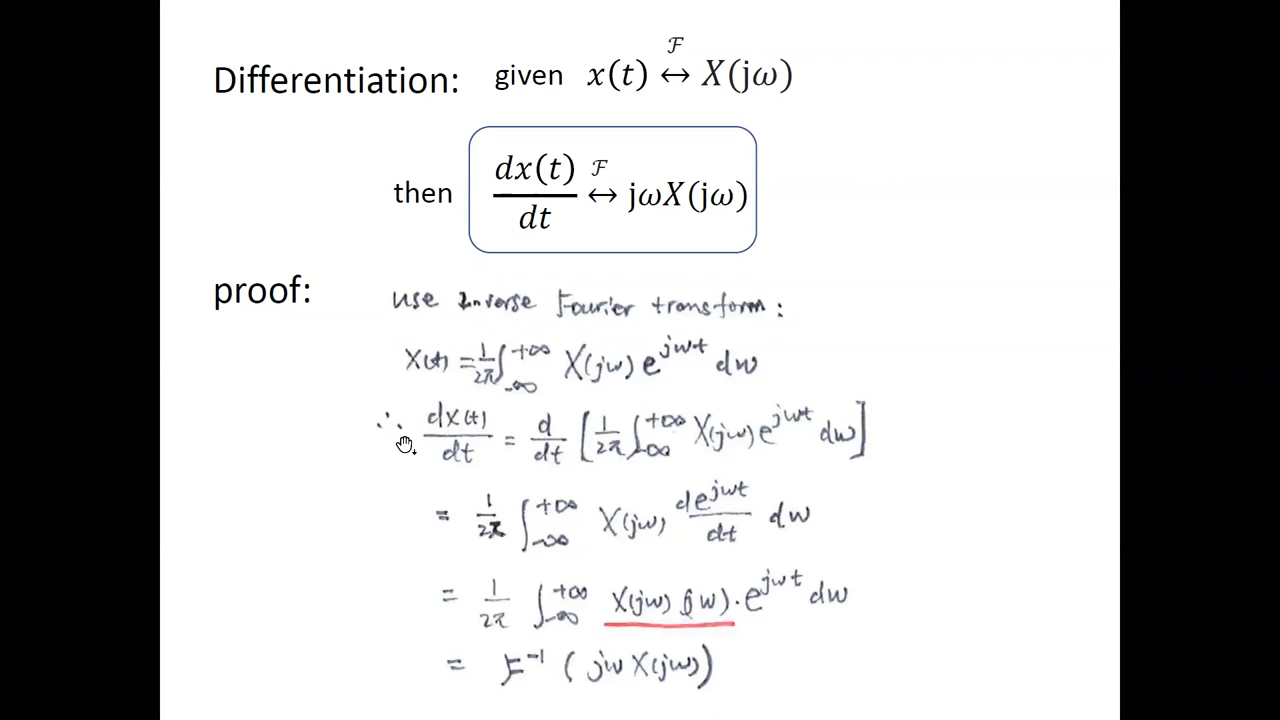 Differentiation: given x(t) ℱ↔ X(jω)
then dx(t)/dt ℱ↔ jωX(jω)
proof: use inverse Fourier transform:
x(t) = 1/2π ∫_{-∞}^{+∞} X(jω) e^{jωt} dω
∴ dx(t)/dt = d/dt [1/2π ∫_{-∞}^{+∞} X(jω) e^{jωt} dω]
= 1/2π ∫_{-∞}^{+∞} X(jω) de^{jωt}/dt dω
= 1/2π ∫_{-∞}^{+∞} X(jω) (jω) · e^{jωt} dω
= F^{-1} (jω X(jω))